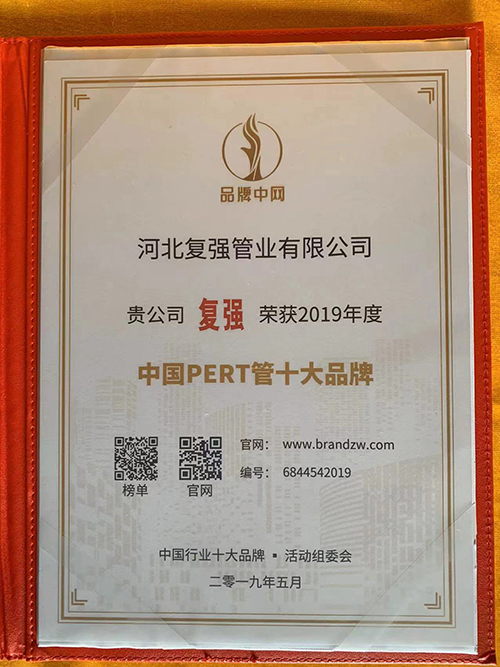 品牌中网
河北复强管业有限公司
贵公司 复强 荣获2019年度
中国PERT管十大品牌
官网： www.brandzw.com
编号： 6844542019
榜单 官网
中国行业十大品牌 ▪ 活动组委会
二零一九年五月